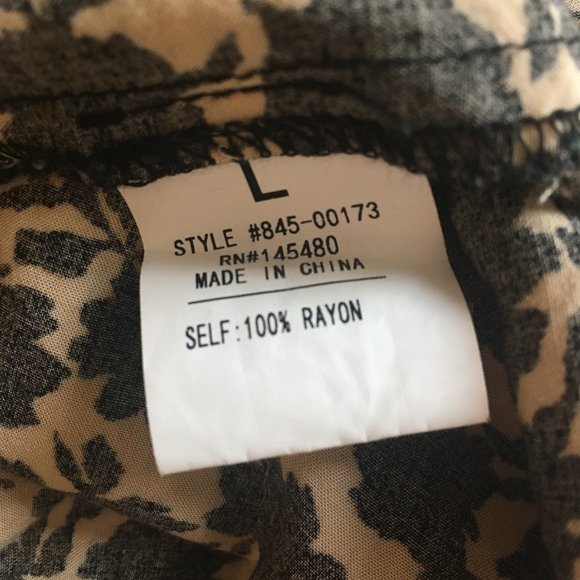 L
STYLE #845-00173
RN#145480
MADE IN CHINA
SELF:100% RAYON